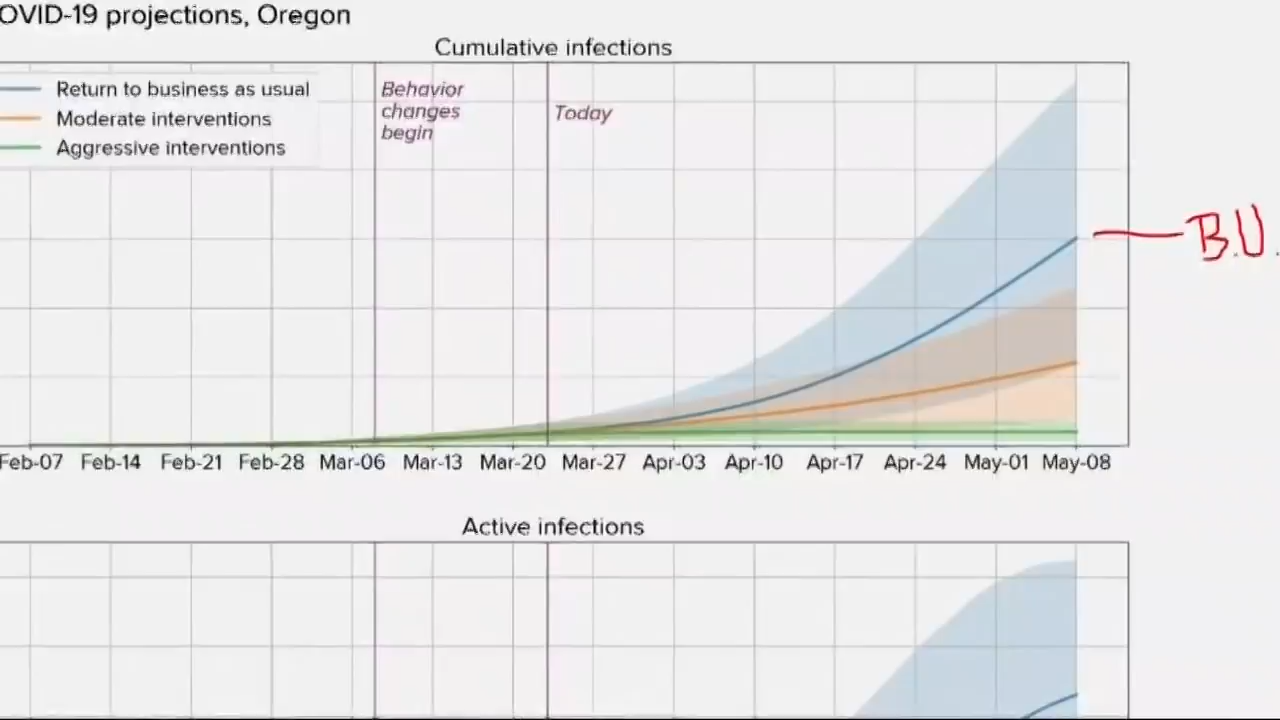 OVID-19 projections, Oregon
Cumulative infections
Return to business as usual
Moderate interventions
Aggressive interventions
Behavior
changes
begin
Today
B.U.
Feb-07 Feb-14 Feb-21 Feb-28 Mar-06 Mar-13 Mar-20 Mar-27 Apr-03 Apr-10 Apr-17 Apr-24 May-01 May-08
Active infections